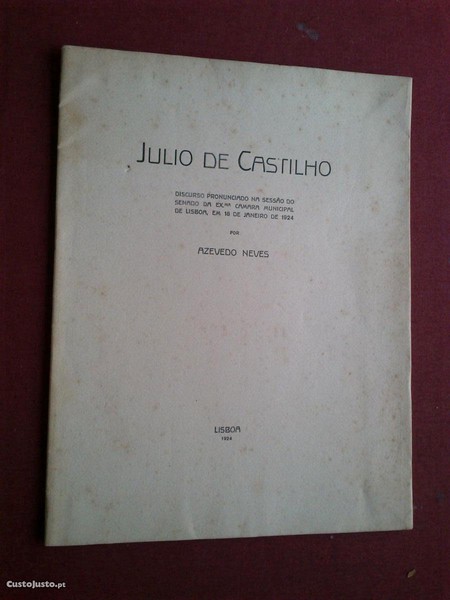 JULIO DE CASTILHO
DISCURSO PRONUNCIADO NA SESSÃO DO
SENADO DA EX.MA CAMARA MUNICIPAL
DE LISBOA, EM 18 DE JANEIRO DE 1924
POR
AZEVEDO NEVES
LISBOA
1924
CustoJusto.pt